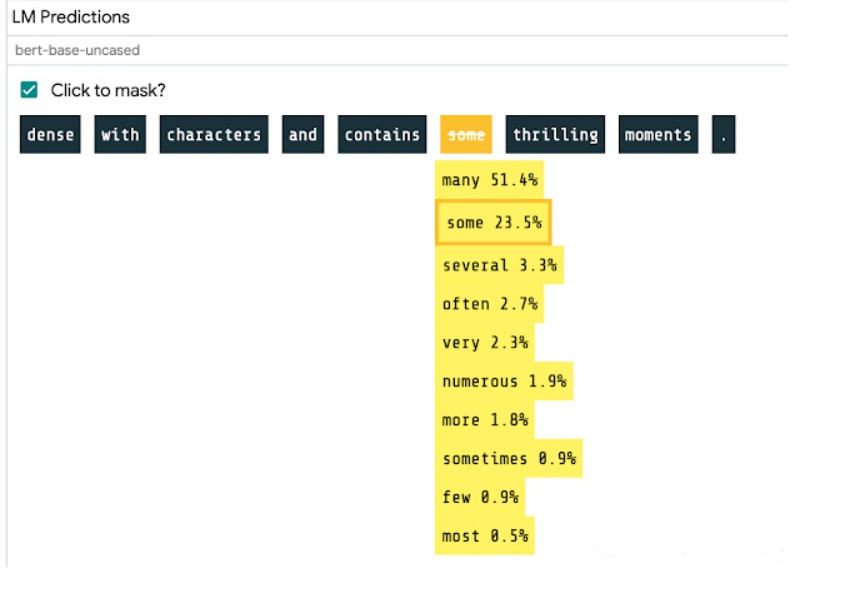 LM Predictions
bert-base-uncased
Click to mask?
dense with characters and contains some thrilling moments .
many 51.4%
some 23.5%
several 3.3%
often 2.7%
very 2.3%
numerous 1.9%
more 1.8%
sometimes 0.9%
few 0.9%
most 0.5%